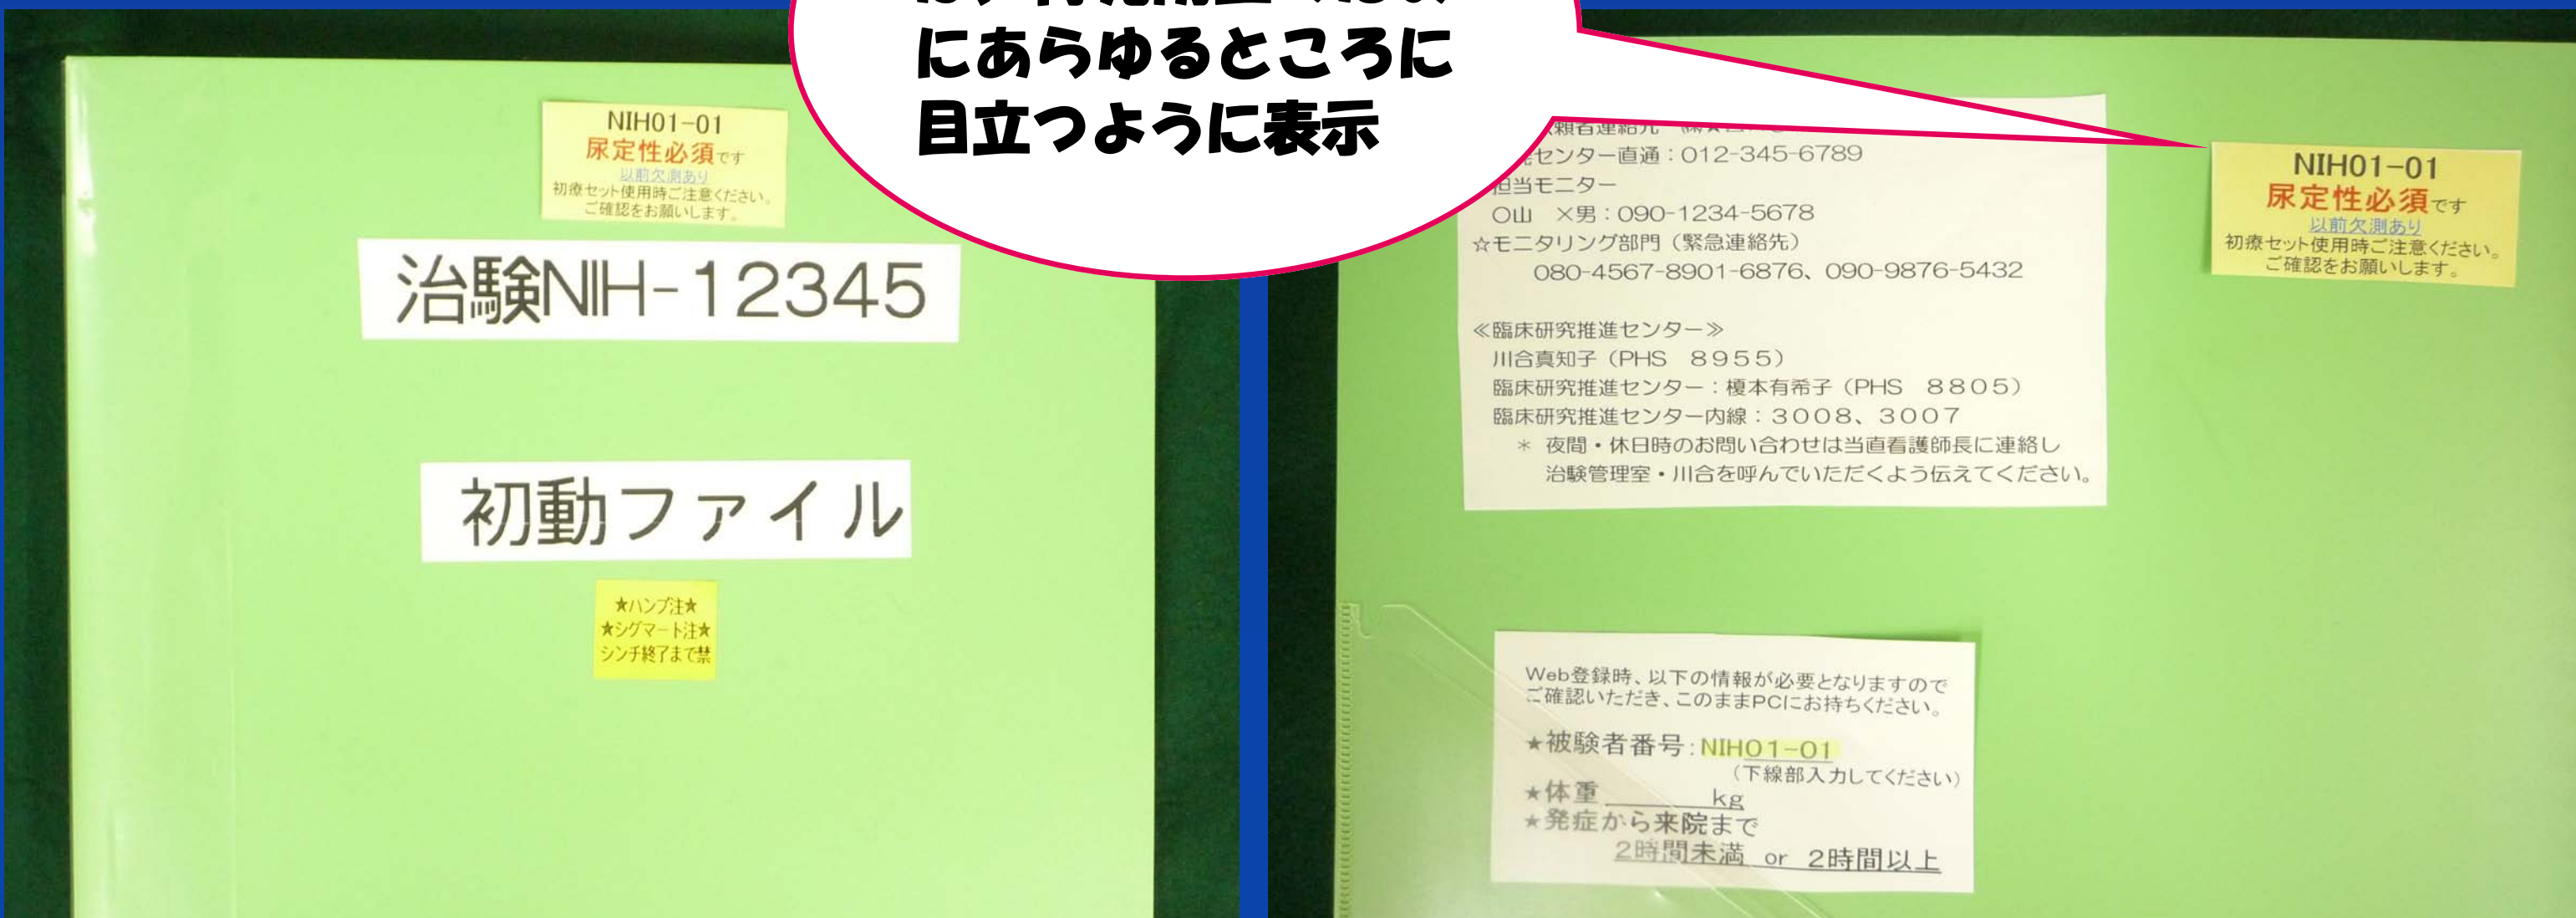 にあらゆるところに
目立つように表示
NIH01-01
尿定性必須です
以前欠測あり
初療セット使用時ご注意ください。
ご確認をお願いします。
治験NIH-12345
初動ファイル
★ハンプ注★
★シグマート注★
シンチ終了まで禁
頼者連絡先
センター直通：012-345-6789
担当モニター
○山　×男：090-1234-5678
☆モニタリング部門（緊急連絡先）
080-4567-8901-6876、090-9876-5432
≪臨床研究推進センター≫
川合真知子（PHS　8955）
臨床研究推進センター：榎本有希子（PHS　8805）
臨床研究推進センター内線：3008、3007
＊ 夜間・休日時のお問い合わせは当直看護師長に連絡し
治験管理室・川合を呼んでいただくよう伝えてください。
NIH01-01
尿定性必須です
以前欠測あり
初療セット使用時ご注意ください。
ご確認をお願いします。
Web登録時、以下の情報が必要となりますので
ご確認いただき、このままPCにお持ちください。
★被験者番号：NIH01-01
（下線部入力してください）
★体重　　　kg
★発症から来院まで
2時間未満 or 2時間以上